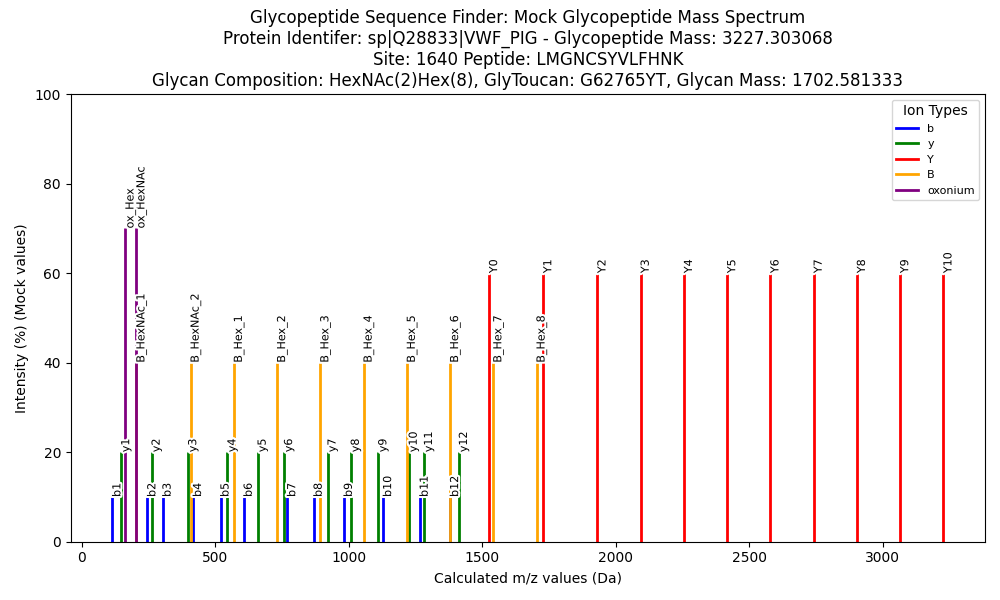 Glycopeptide Sequence Finder: Mock Glycopeptide Mass Spectrum
Protein Identifer: sp|Q28833|VWF_PIG - Glycopeptide Mass: 3227.303068
Site: 1640 Peptide: LMGNCSYVLFHNK
Glycan Composition: HexNAc(2)Hex(8), GlyToucan: G62765YT, Glycan Mass: 1702.581333
Intensity (%) (Mock values)
100
80
60
40
20
0
Ion Types
b
y
Y
B
oxonium
ox_Hex
ox_HexNAc
Y0
Y1
Y2
Y3
Y4
Y5
Y6
Y7
Y8
Y9
Y10
B_HexNAc_1
B_HexNAc_2
B_Hex_1
B_Hex_2
B_Hex_3
B_Hex_4
B_Hex_5
B_Hex_6
B_Hex_7
B_Hex_8
y1
y2
y3
y4
y5
y6
y7
y8
y9
y10
y11
y12
b1
b2
b3
b4
b5
b6
b7
b8
b9
b10
b11
b12
0
500
1000
1500
2000
2500
3000
Calculated m/z values (Da)